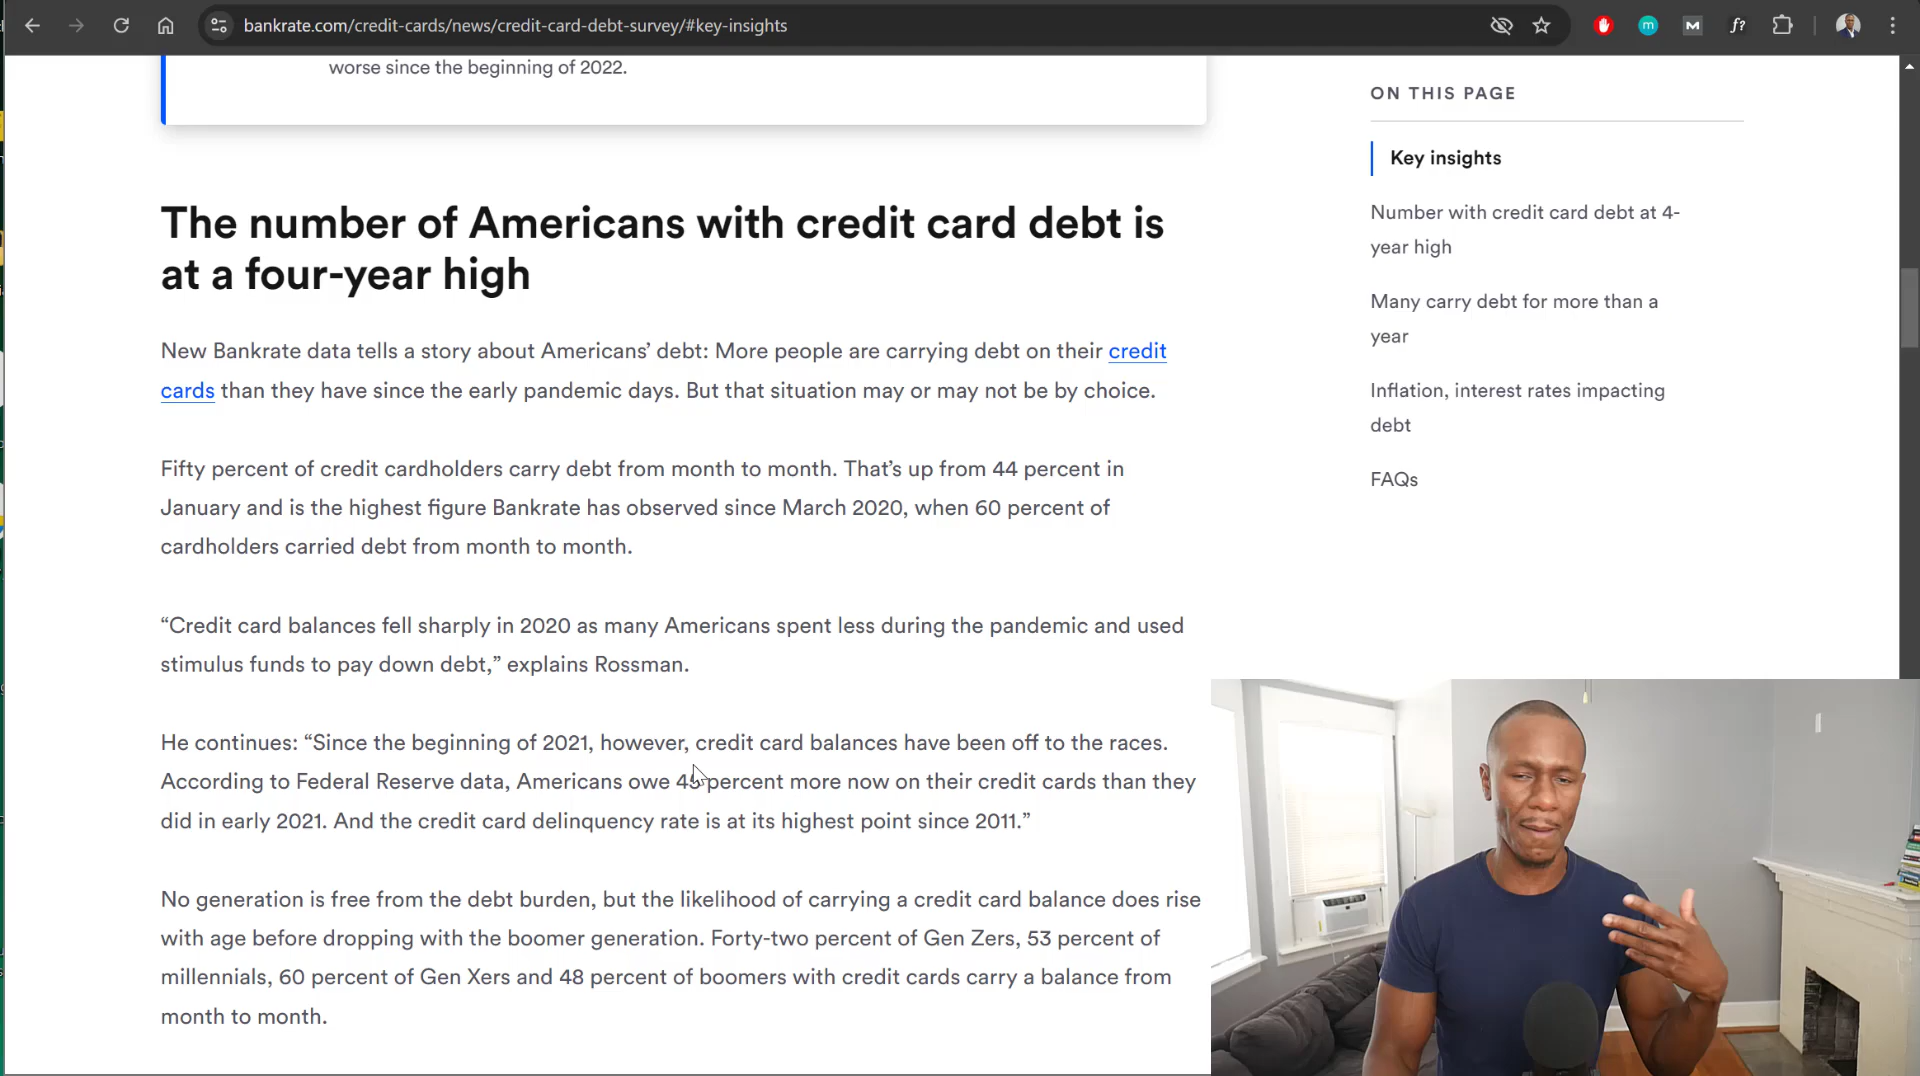 bankrate.com/credit-cards/news/credit-card-debt-survey/#key-insights
m
M
f?
worse since the beginning of 2022.
The number of Americans with credit card debt is
at a four-year high
New Bankrate data tells a story about Americans’ debt: More people are carrying debt on their credit
cards than they have since the early pandemic days. But that situation may or may not be by choice.
Fifty percent of credit cardholders carry debt from month to month. That’s up from 44 percent in
January and is the highest figure Bankrate has observed since March 2020, when 60 percent of
cardholders carried debt from month to month.
“Credit card balances fell sharply in 2020 as many Americans spent less during the pandemic and used
stimulus funds to pay down debt,” explains Rossman.
He continues: “Since the beginning of 2021, however, credit card balances have been off to the races.
According to Federal Reserve data, Americans owe percent more now on their credit cards than they
did in early 2021. And the credit card delinquency rate is at its highest point since 2011.”
No generation is free from the debt burden, but the likelihood of carrying a credit card balance does rise
with age before dropping with the boomer generation. Forty-two percent of Gen Zers, 53 percent of
millennials, 60 percent of Gen Xers and 48 percent of boomers with credit cards carry a balance from
month to month.
ON THIS PAGE
Key insights
Number with credit card debt at 4-
year high
Many carry debt for more than a
year
Inflation, interest rates impacting
debt
FAQs